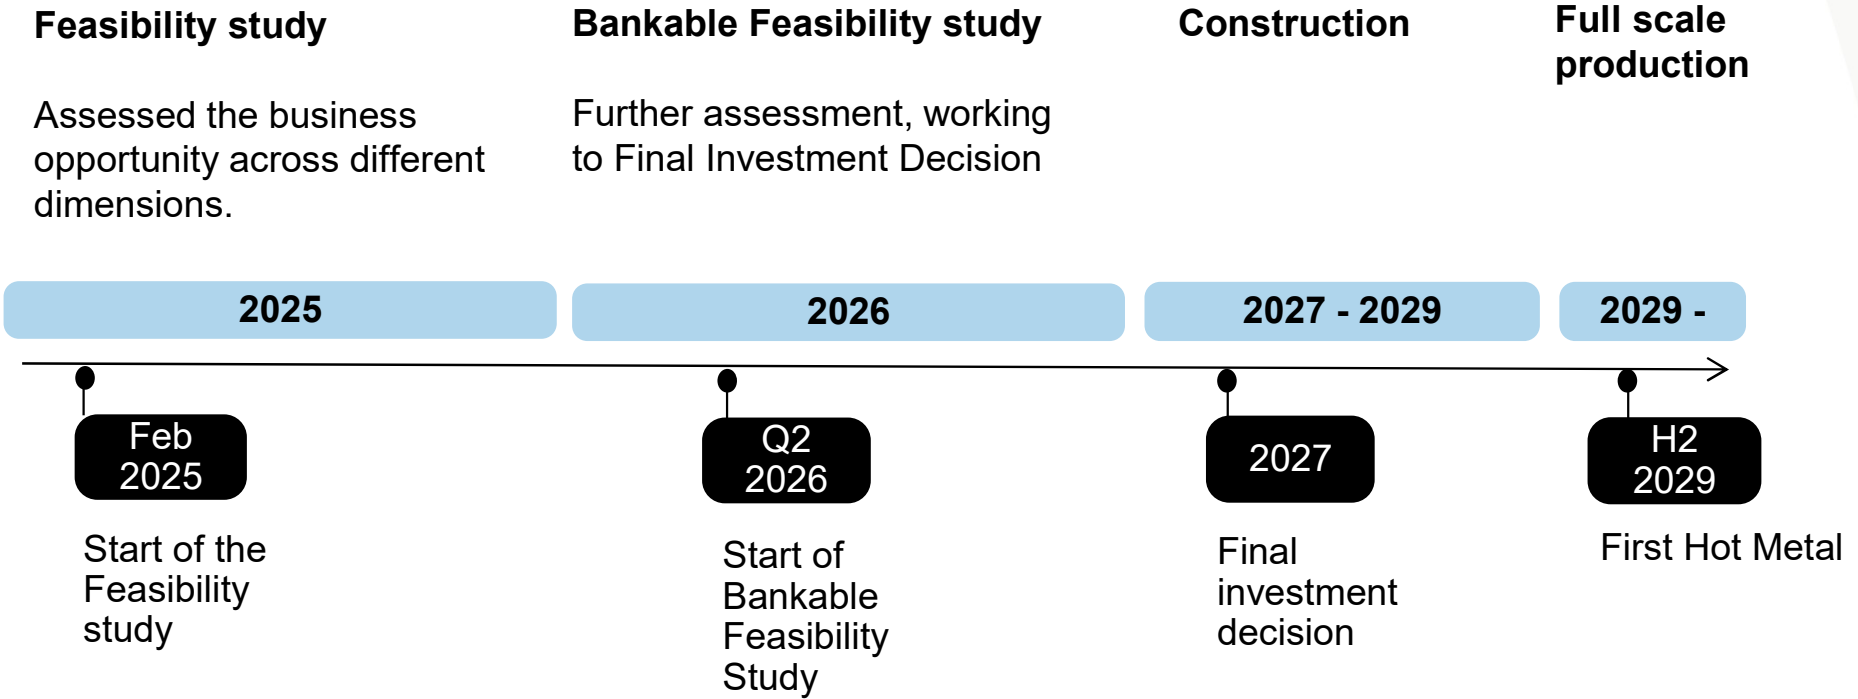 Feasibility study
Assessed the business
opportunity across different
dimensions.
Bankable Feasibility study
Further assessment, working
to Final Investment Decision
Construction
Full scale
production
2025
2026
2027 - 2029
2029 -
Feb
2025
Start of the
Feasibility
study
Q2
2026
Start of
Bankable
Feasibility
Study
2027
Final
investment
decision
H2
2029
First Hot Metal